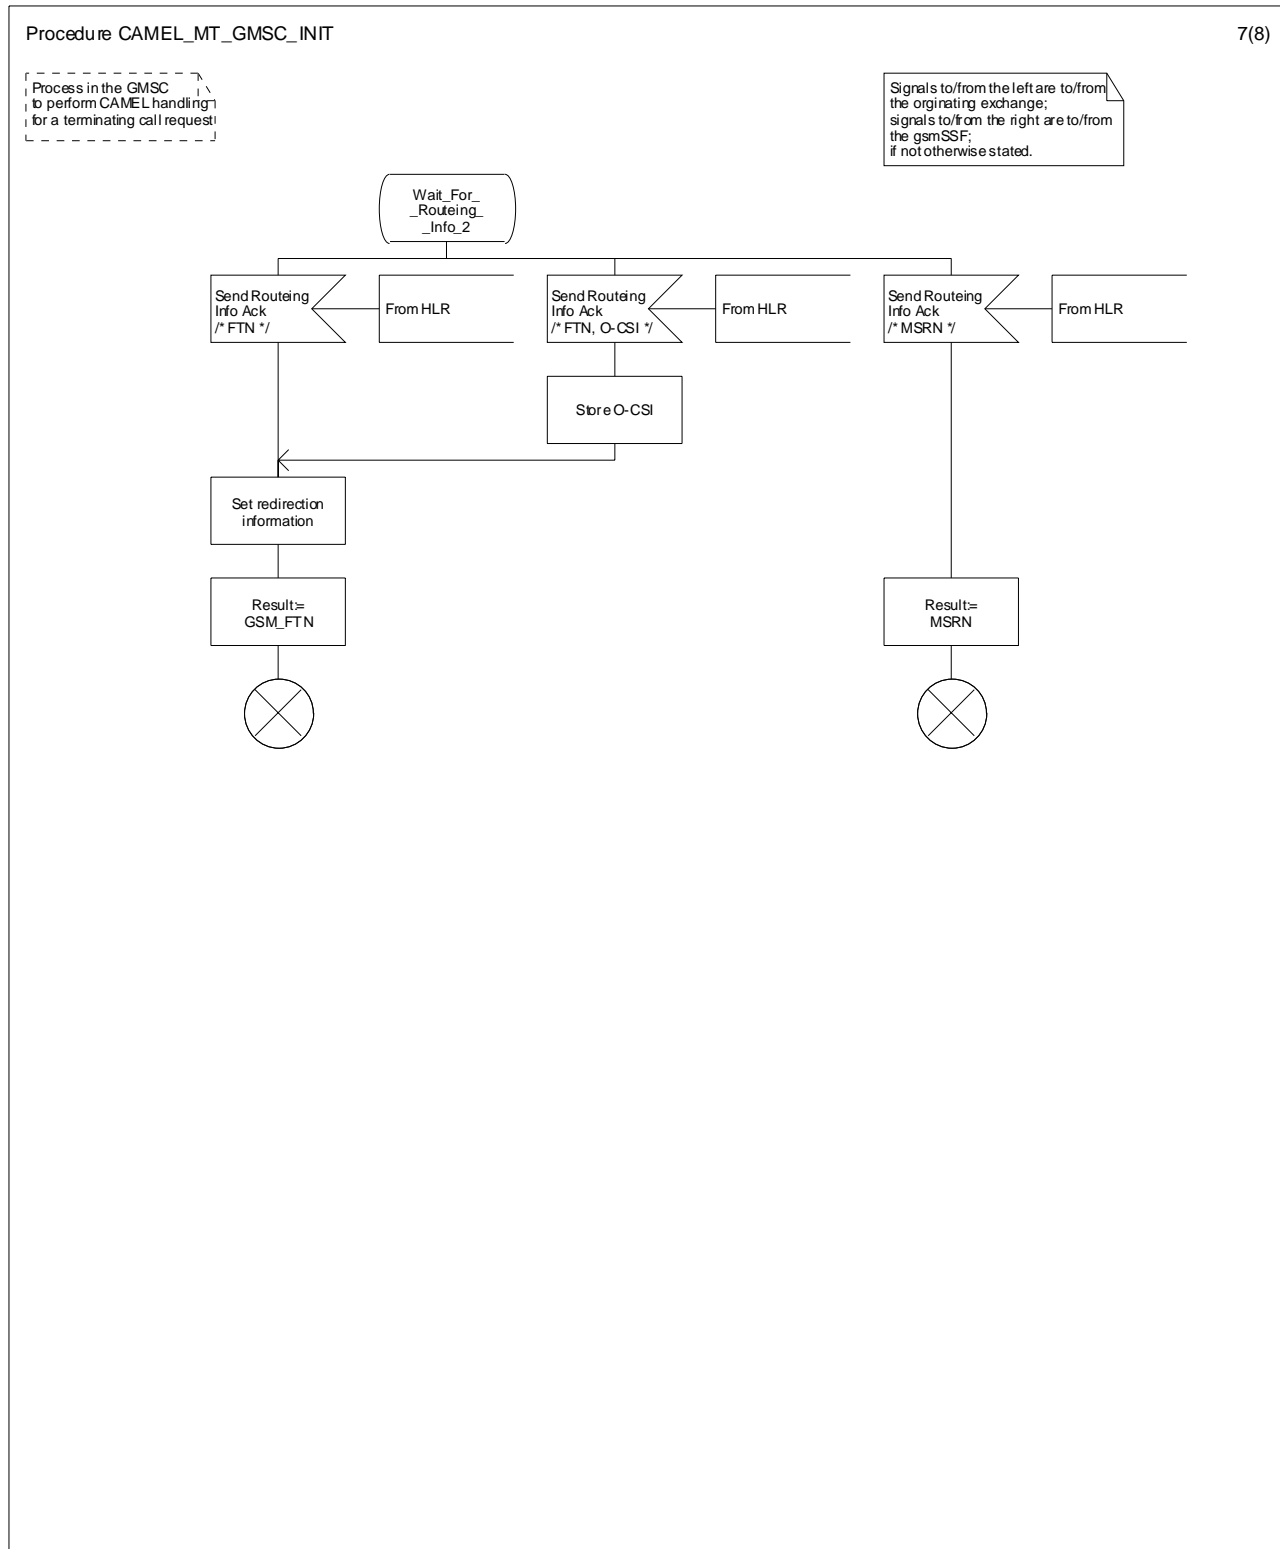 Procedure CAMEL_MT_GMSC_INIT
7(8)
Process in the GMSC
to perform CAMEL handling
for a terminating call request
Signals to/from the left are to/from
the orginating exchange;
signals to/from the right are to/from
the gsmSSF;
if not otherwise stated.
Wait_For_
_Routeing_
_Info_2
Send Routeing
Info Ack
/* FTN */
From HLR
Send Routeing
Info Ack
/* FTN, O-CSI */
From HLR
Send Routeing
Info Ack
/* MSRN */
From HLR
Store O-CSI
Set redirection
information
Result:=
GSM_FTN
Result:=
MSRN